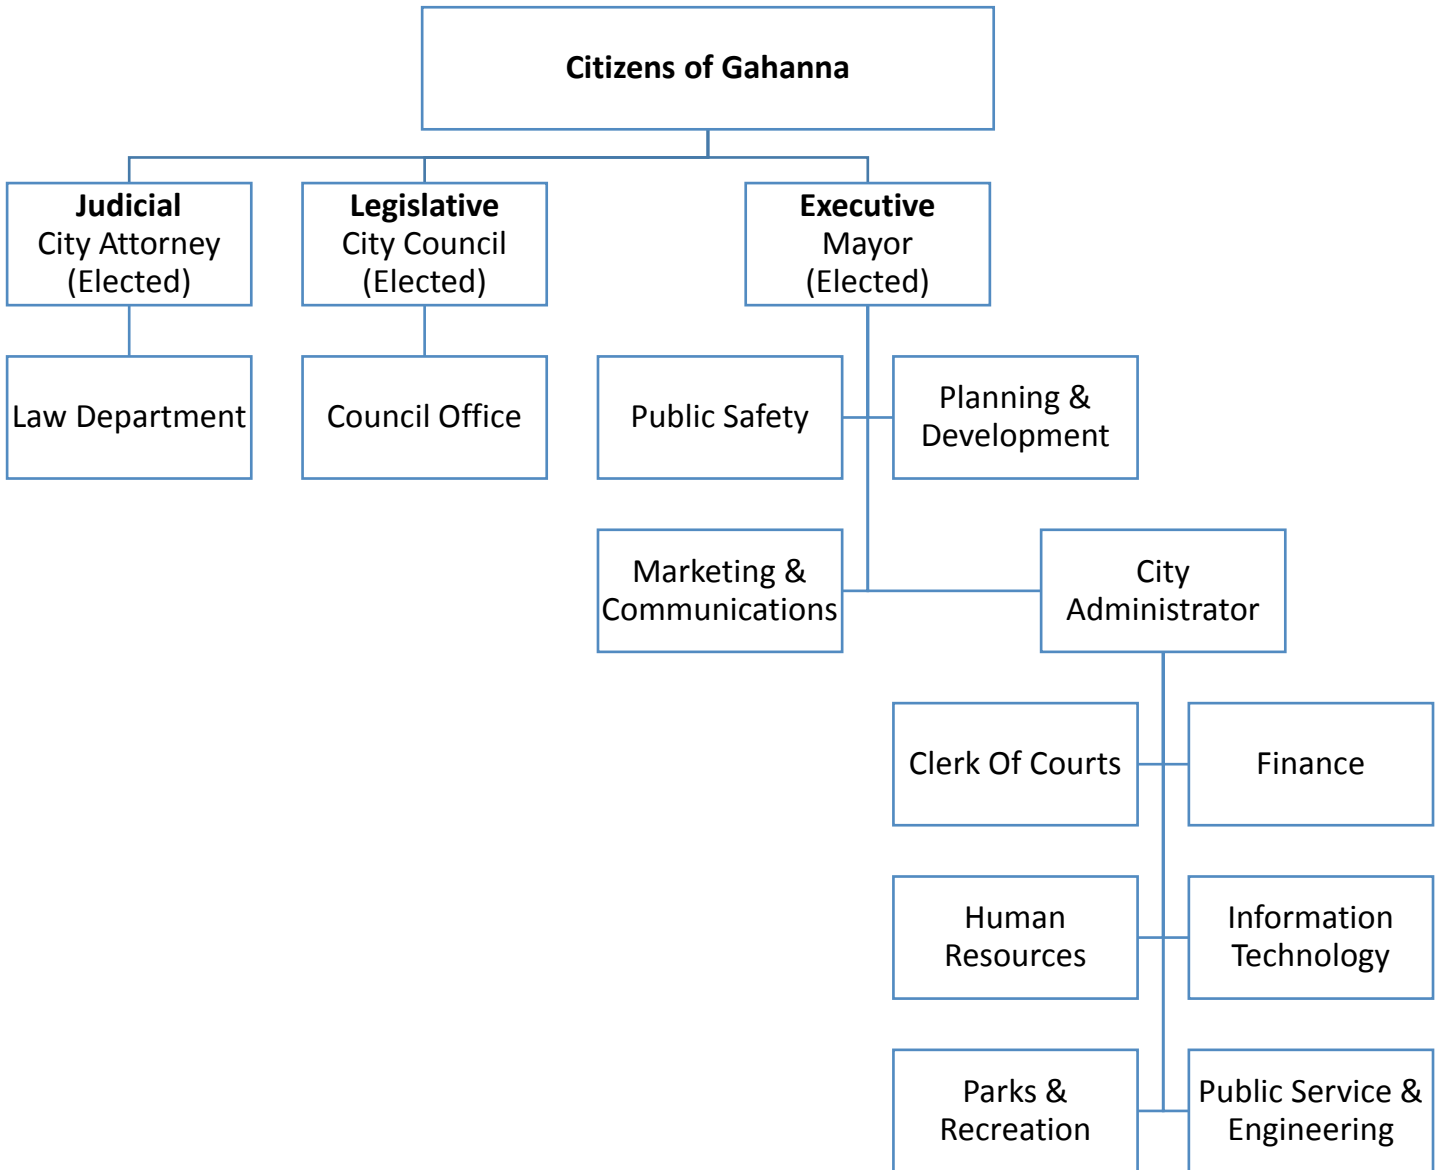 Citizens of Gahanna
Judicial
City Attorney
(Elected)
Legislative
City Council
(Elected)
Executive
Mayor
(Elected)
Law Department
Council Office
Public Safety
Planning &
Development
Marketing &
Communications
City
Administrator
Clerk Of Courts
Finance
Human
Resources
Information
Technology
Parks &
Recreation
Public Service &
Engineering